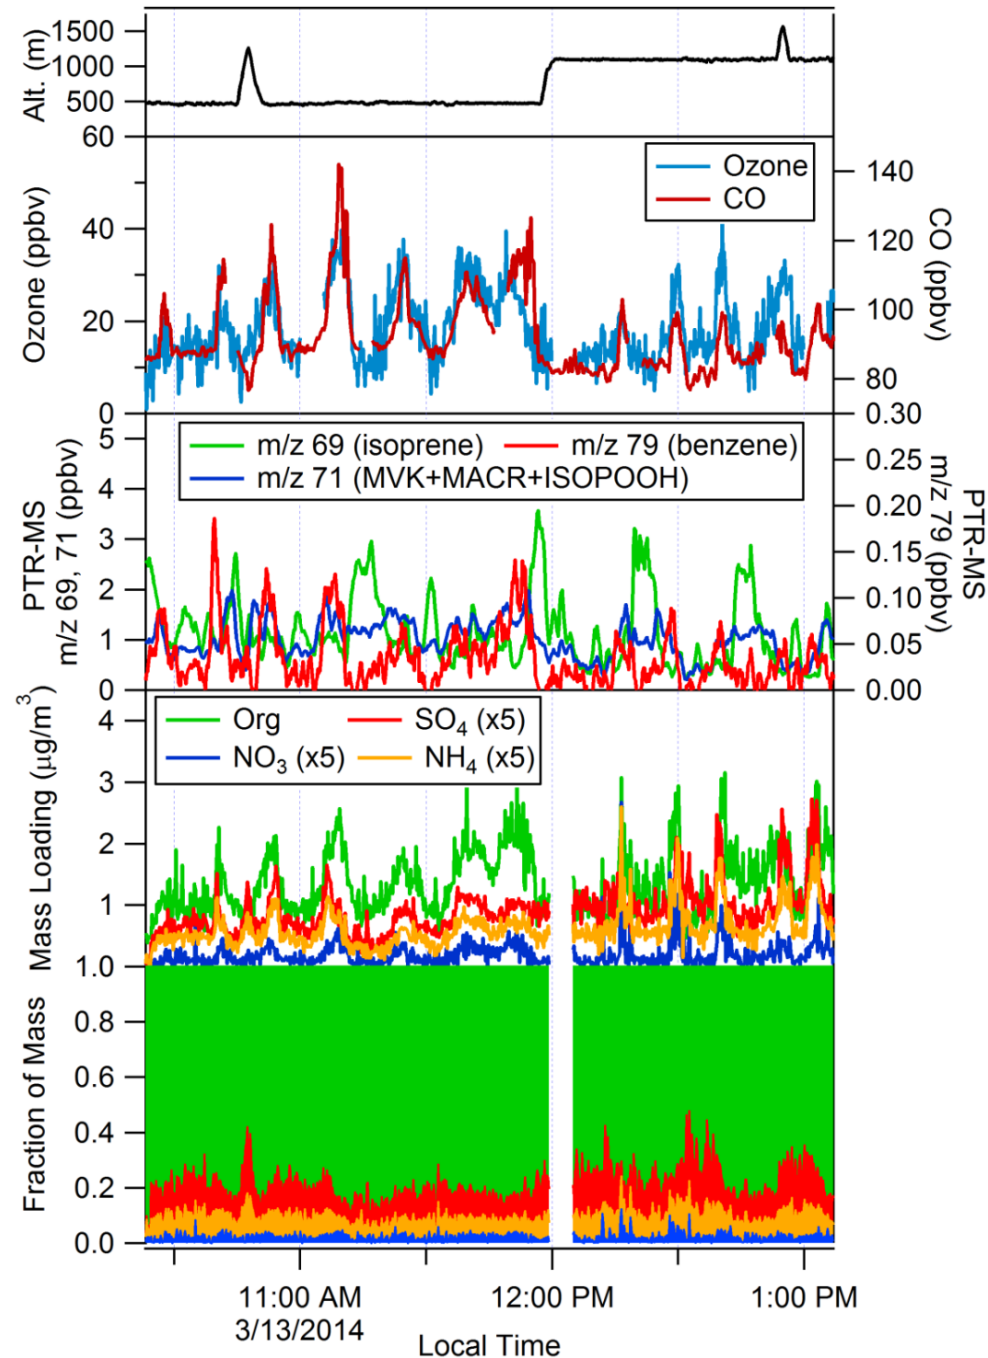 Alt. (m)
1500
1000
500
Ozone (ppbv)
60
40
20
0
Ozone
CO
140
120
100
80
CO (ppbv)
PTR-MS
m/z 69, 71 (ppbv)
5
4
3
2
1
0
m/z 69 (isoprene) m/z 79 (benzene)
m/z 71 (MVK+MACR+ISOPOOH)
0.30
0.25
0.20
0.15
0.10
0.05
0.00
PTR-MS
m/z 79 (ppbv)
Mass Loading (µg/m³)
4
3
2
1
Org SO₄ (x5)
NO₃ (x5) NH₄ (x5)
Fraction of Mass
1.0
0.8
0.6
0.4
0.2
0.0
11:00 AM 12:00 PM 1:00 PM
3/13/2014
Local Time